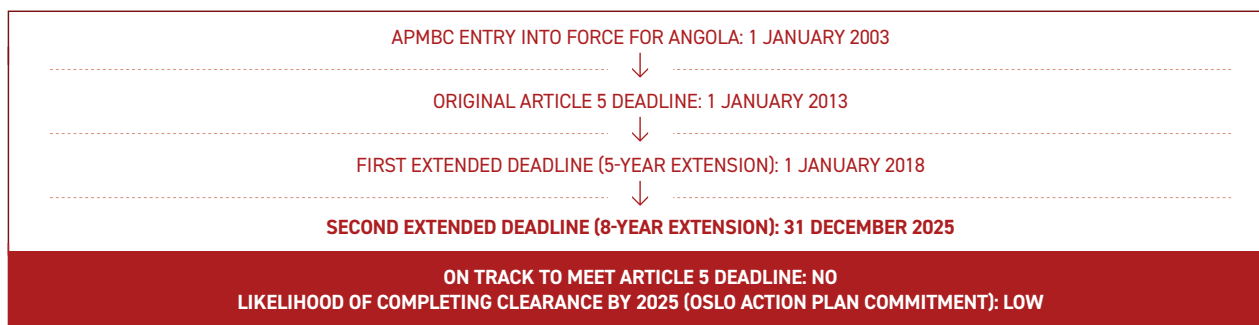 APMBC ENTRY INTO FORCE FOR ANGOLA: 1 JANUARY 2003
ORIGINAL ARTICLE 5 DEADLINE: 1 JANUARY 2013
FIRST EXTENDED DEADLINE (5-YEAR EXTENSION): 1 JANUARY 2018
SECOND EXTENDED DEADLINE (8-YEAR EXTENSION): 31 DECEMBER 2025
ON TRACK TO MEET ARTICLE 5 DEADLINE: NO
LIKELIHOOD OF COMPLETING CLEARANCE BY 2025 (OSLO ACTION PLAN COMMITMENT): LOW